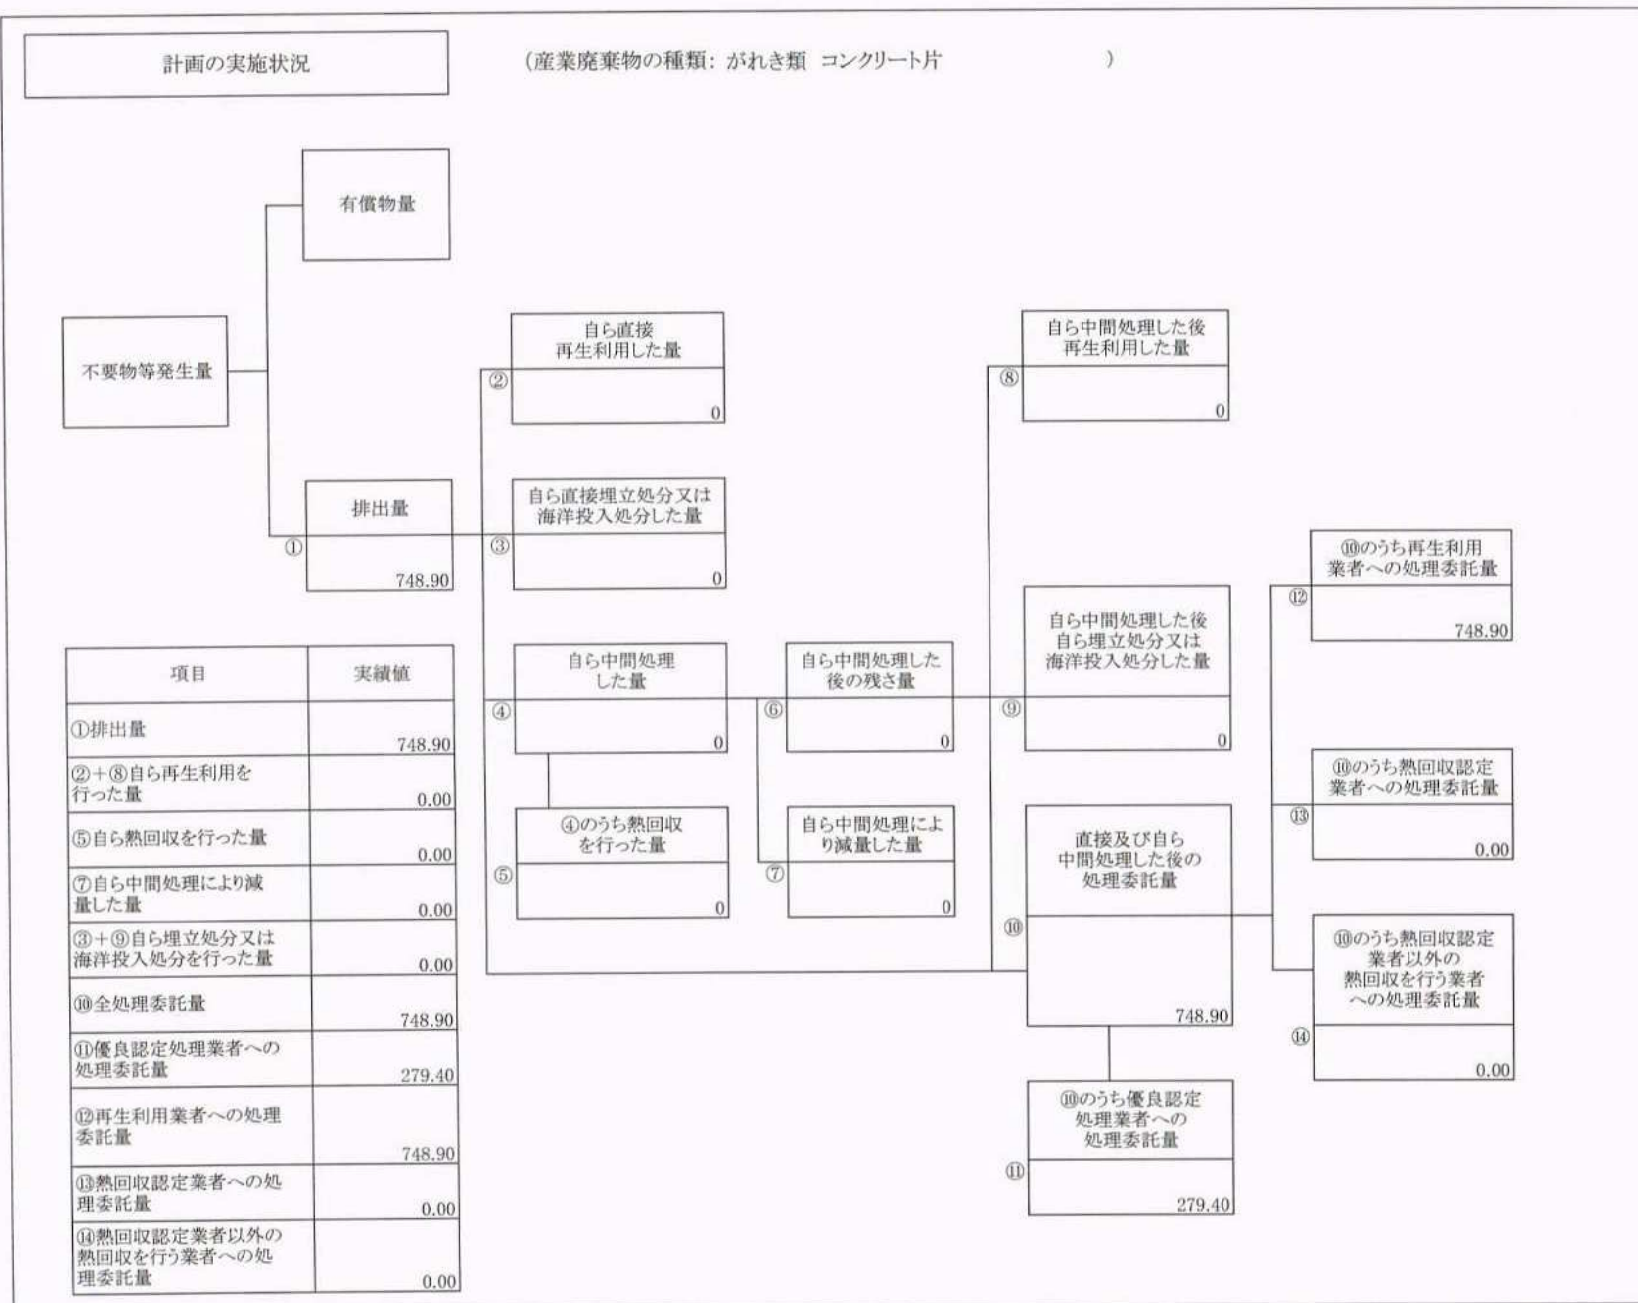 計画の実施状況
(産業廃棄物の種類: がれき類 コンクリート片 )
有償物量
不要物等発生量
排出量
①
748.90
自ら直接
再生利用した量
②
0
自ら直接埋立処分又は
海洋投入処分した量
③
0
自ら中間処理
した量
④
0
④のうち熱回収
を行った量
⑤
0
自ら中間処理した
後の残さ量
⑥
0
自ら中間処理によ
り減量した量
⑦
0
自ら中間処理した後
再生利用した量
⑧
0
自ら中間処理した後
自ら埋立処分又は
海洋投入処分した量
⑨
0
直接及び自ら
中間処理した後の
処理委託量
⑩
748.90
⑩のうち優良認定
処理業者への
処理委託量
⑪
279.40
⑩のうち再生利用
業者への処理委託量
⑫
748.90
⑩のうち熱回収認定
業者への処理委託量
⑬
0.00
⑩のうち熱回収認定
業者以外の
熱回収を行う業者
への処理委託量
⑭
0.00
項目 実績値
①排出量
748.90
②+⑧自ら再生利用を
行った量
0.00
⑤自ら熱回収を行った量
0.00
⑦自ら中間処理により減
量した量
0.00
③+⑨自ら埋立処分又は
海洋投入処分を行った量
0.00
⑩全処理委託量
748.90
⑪優良認定処理業者への
処理委託量
279.40
⑫再生利用業者への処理
委託量
748.90
⑬熱回収認定業者への処
理委託量
0.00
⑭熱回収認定業者以外の
熱回収を行う業者への処
理委託量
0.00